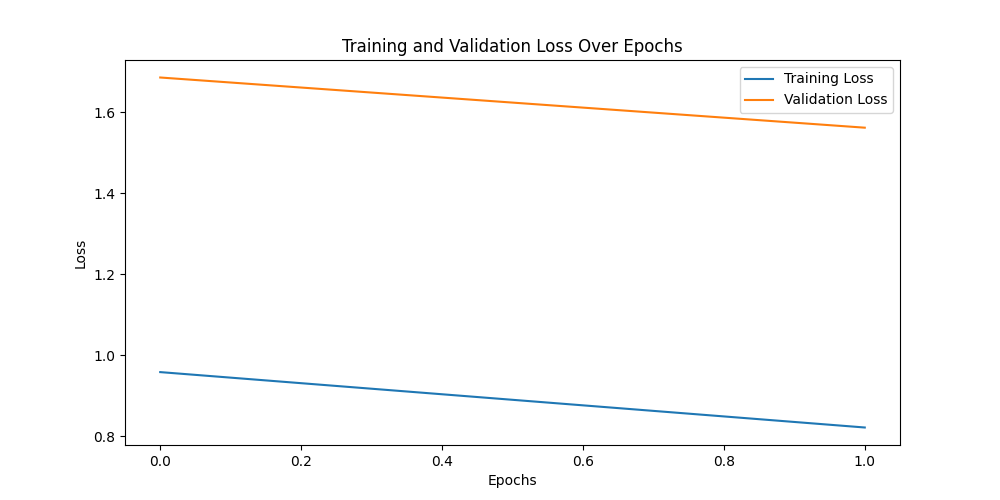 Training and Validation Loss Over Epochs
Training Loss
Validation Loss
1.6
1.4
1.2
1.0
0.8
Loss
0.0 0.2 0.4 0.6 0.8 1.0
Epochs